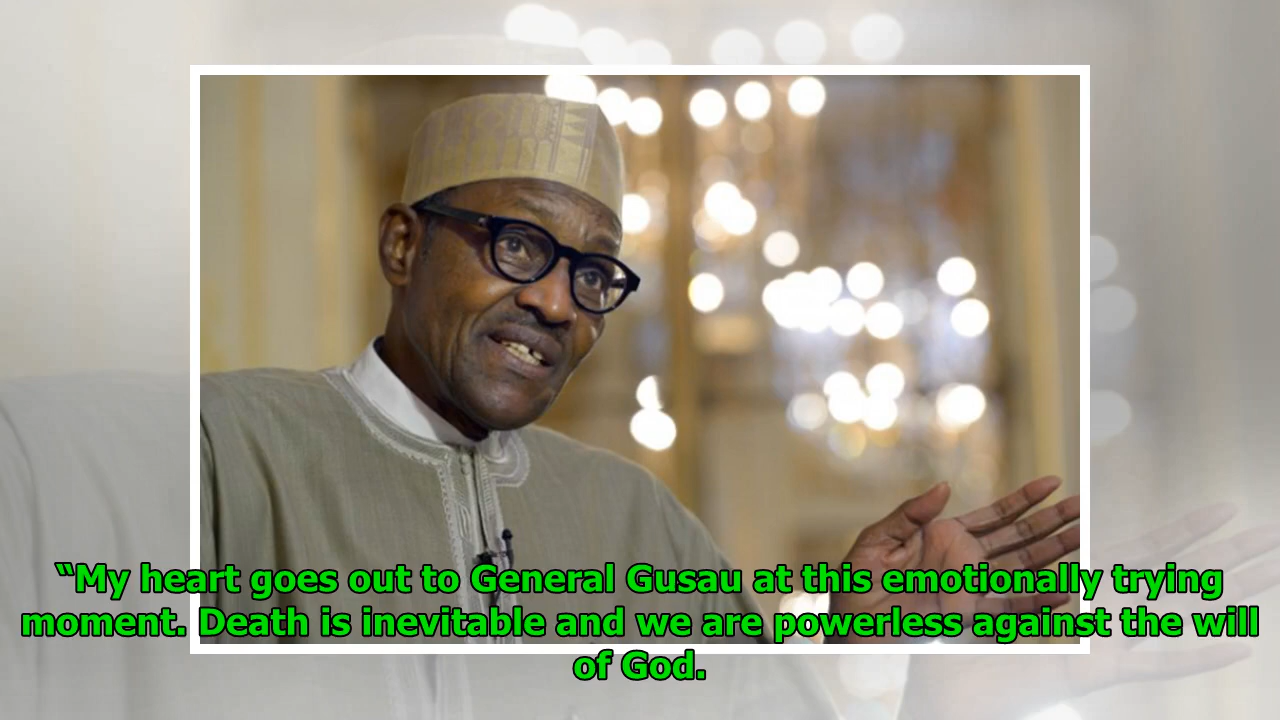 “My heart goes out to General Gusau at this emotionally trying
moment. Death is inevitable and we are powerless against the will
of God.